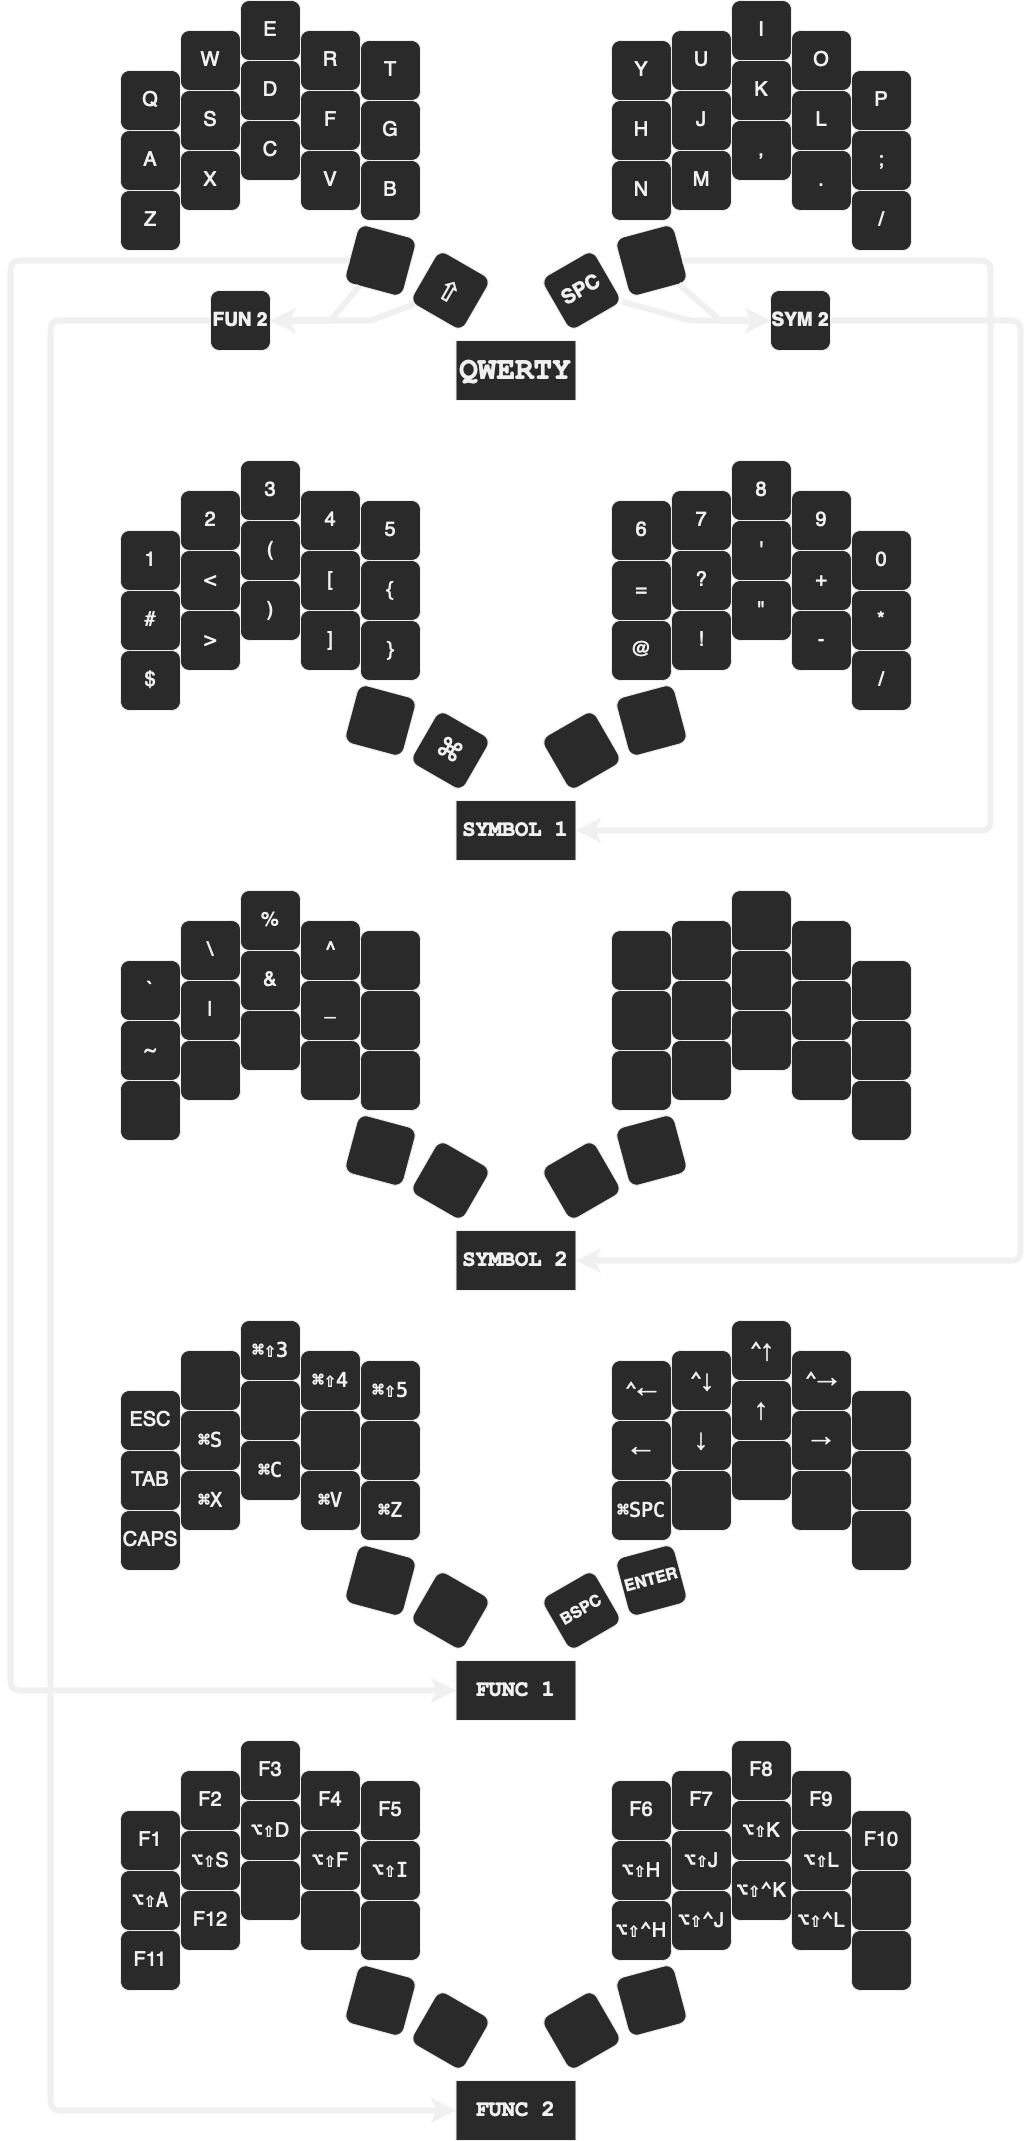 Q W E R T Y U I O P
A S D F G H J K L ;
Z X C V B N M , . /
⇧ SPC
FUN 2 SYM 2
QWERTY
1 2 3 4 5 6 7 8 9 0
# < ( [ { = ? ' + *
$ > ) ] } @ ! " - /
⌘
SYMBOL 1
` \ % ^
~ | & _
SYMBOL 2
ESC ⌘⇧3 ⌘⇧4 ⌘⇧5 ^← ^↓ ^↑ ^→
TAB ⌘S ← ↓ ↑ →
CAPS ⌘X ⌘C ⌘V ⌘Z ⌘SPC
BSPC ENTER
FUNC 1
F1 F2 F3 F4 F5 F6 F7 F8 F9 F10
⌥⇧A ⌥⇧S ⌥⇧D ⌥⇧F ⌥⇧I ⌥⇧H ⌥⇧J ⌥⇧K ⌥⇧L
F11 F12 ⌥⇧^H ⌥⇧^J ⌥⇧^K ⌥⇧^L
FUNC 2